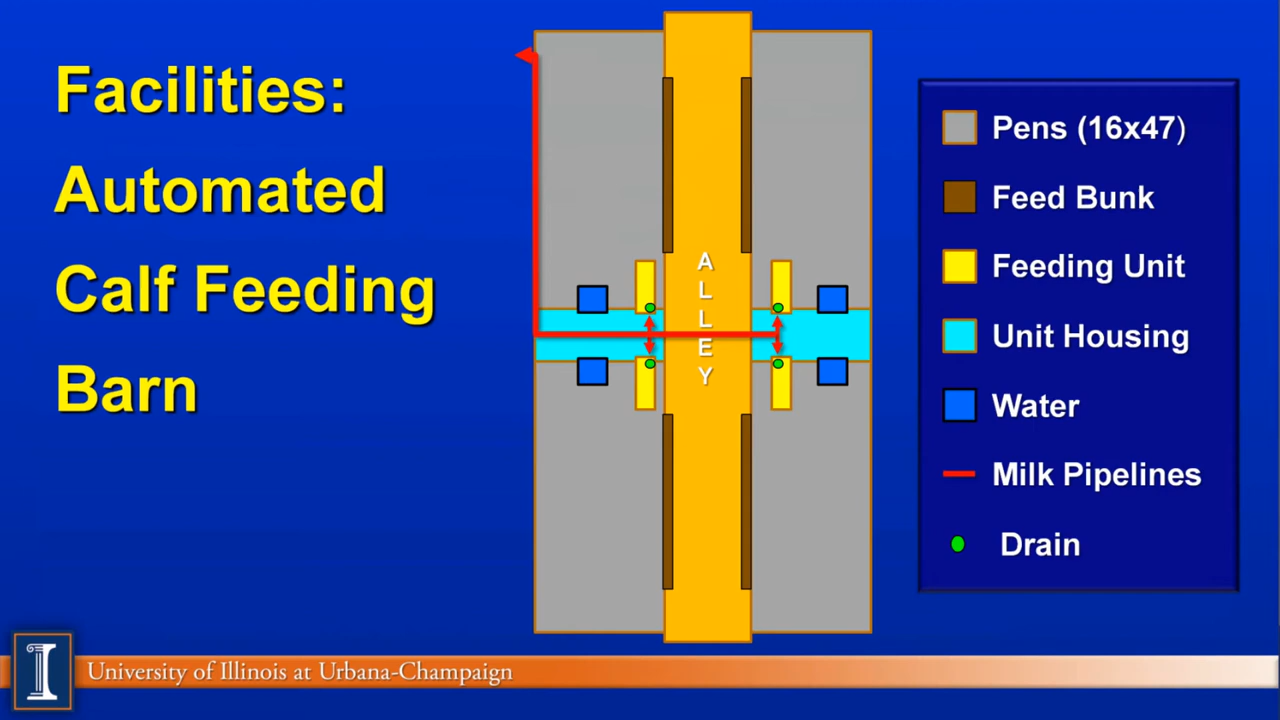 Facilities:
Automated
Calf Feeding
Barn
A
L
L
E
Y
Pens (16x47)
Feed Bunk
Feeding Unit
Unit Housing
Water
Milk Pipelines
Drain
I
University of Illinois at Urbana-Champaign